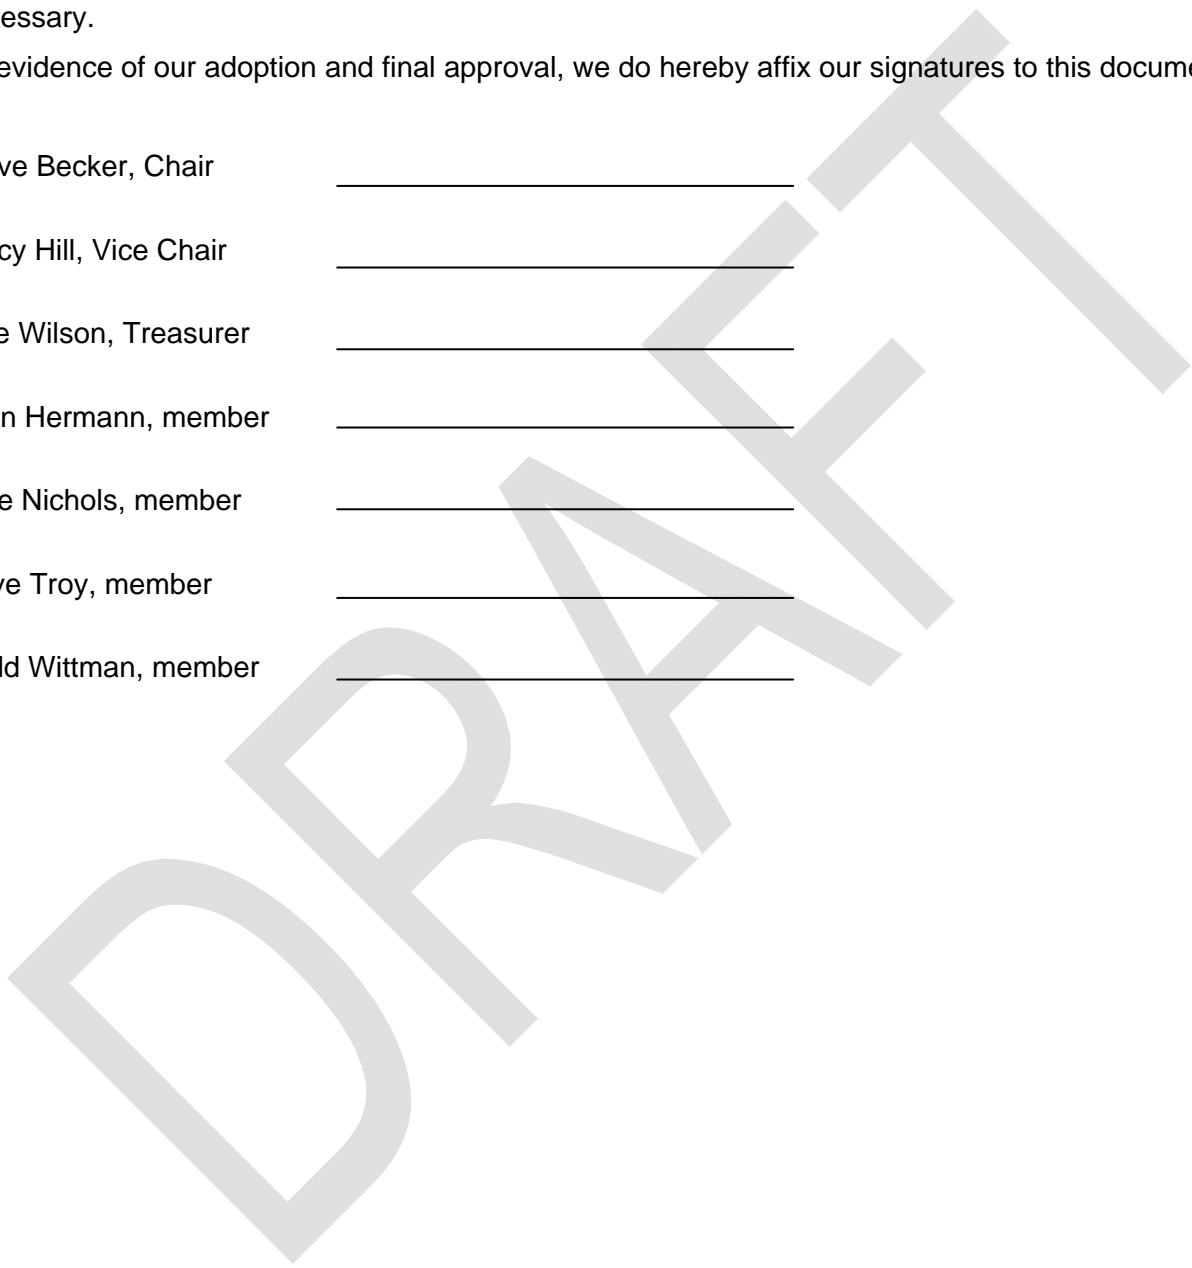 essary.
evidence of our adoption and final approval, we do hereby affix our signatures to this docume
ve Becker, Chair
cy Hill, Vice Chair
e Wilson, Treasurer
n Hermann, member
e Nichols, member
ve Troy, member
ld Wittman, member
DRAFT